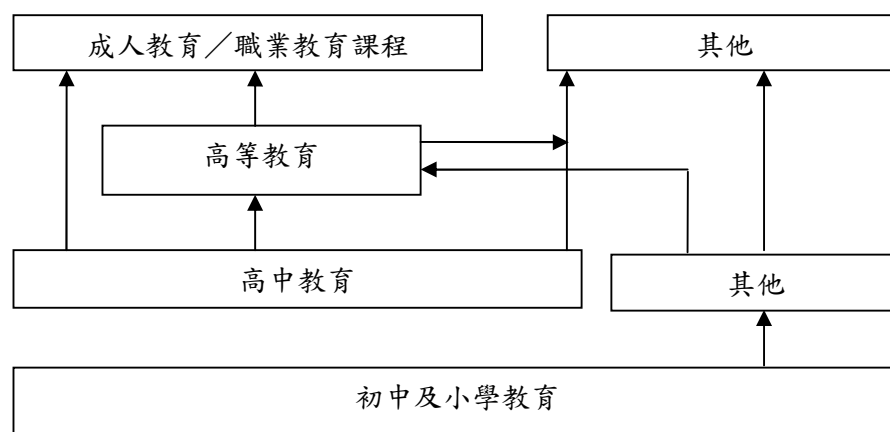 成人教育／職業教育課程
其他
高等教育
高中教育
其他
初中及小學教育